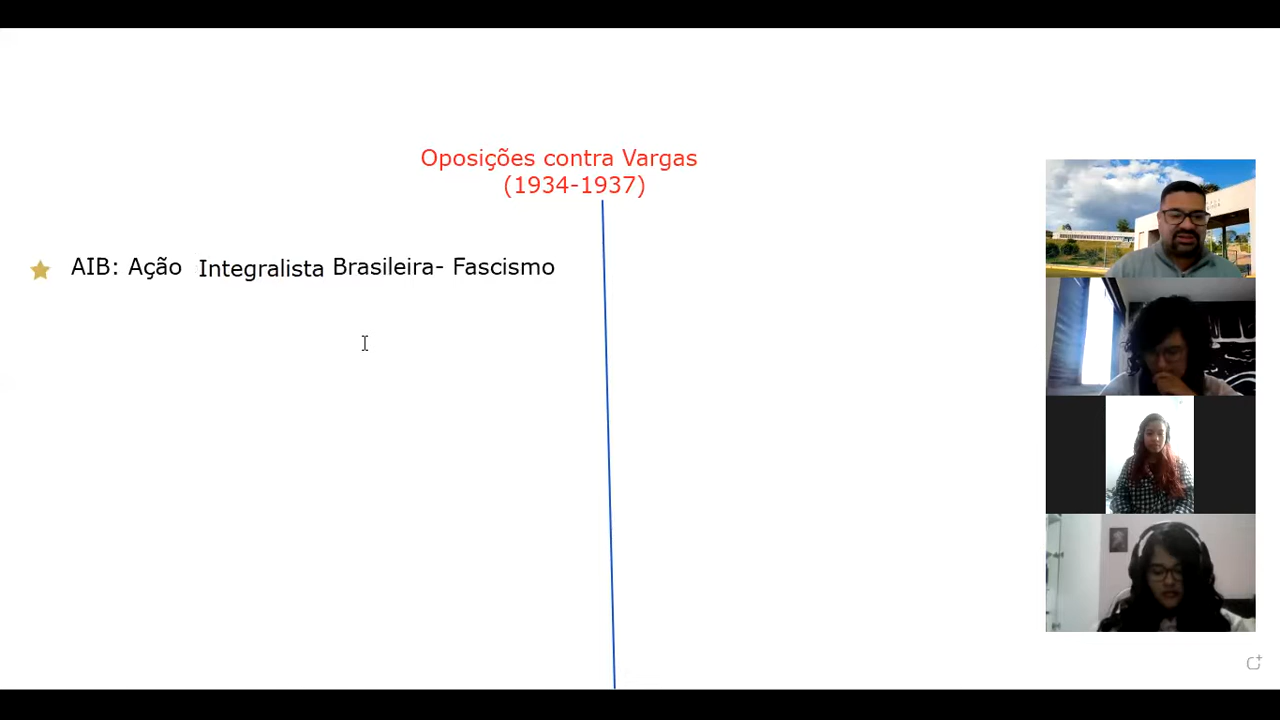 Oposições contra Vargas
(1934-1937)
AIB: Ação Integralista Brasileira- Fascismo